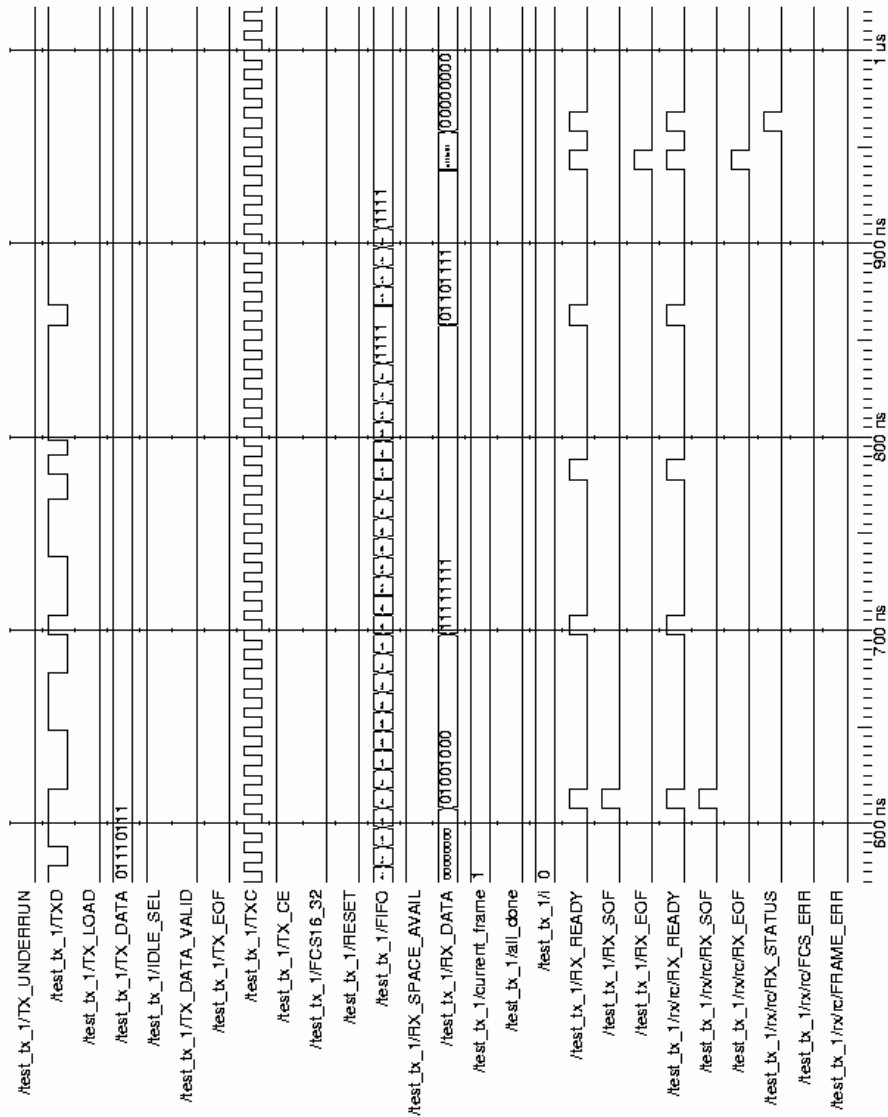 /test_tx_1/TX_UNDERRUN
/test_tx_1/TXD
/test_tx_1/TX_LOAD
/test_tx_1/TX_DATA 01110111
/test_tx_1/IDLE_SEL
/test_tx_1/TX_DATA_VALID
/test_tx_1/TX_EOF
/test_tx_1/TXC
/test_tx_1/TX_CE
/test_tx_1/FCS16_32
/test_tx_1/RESET
/test_tx_1/FIFO 1111 1111
/test_tx_1/RX_SPACE_AVAIL
/test_tx_1/RX_DATA 01001000 11111111 01101111 00000000
/test_tx_1/current_frame 1
/test_tx_1/all_done
/test_tx_1/i 0
/test_tx_1/RX_READY
/test_tx_1/RX_SOF
/test_tx_1/RX_EOF
/test_tx_1/rx/rc/RX_READY
/test_tx_1/rx/rc/RX_SOF
/test_tx_1/rx/rc/RX_EOF
/test_tx_1/rx/rc/RX_STATUS
/test_tx_1/rx/rc/FCS_ERR
/test_tx_1/rx/rc/FRAME_ERR
600 ns 700 ns 800 ns 900 ns 1 us